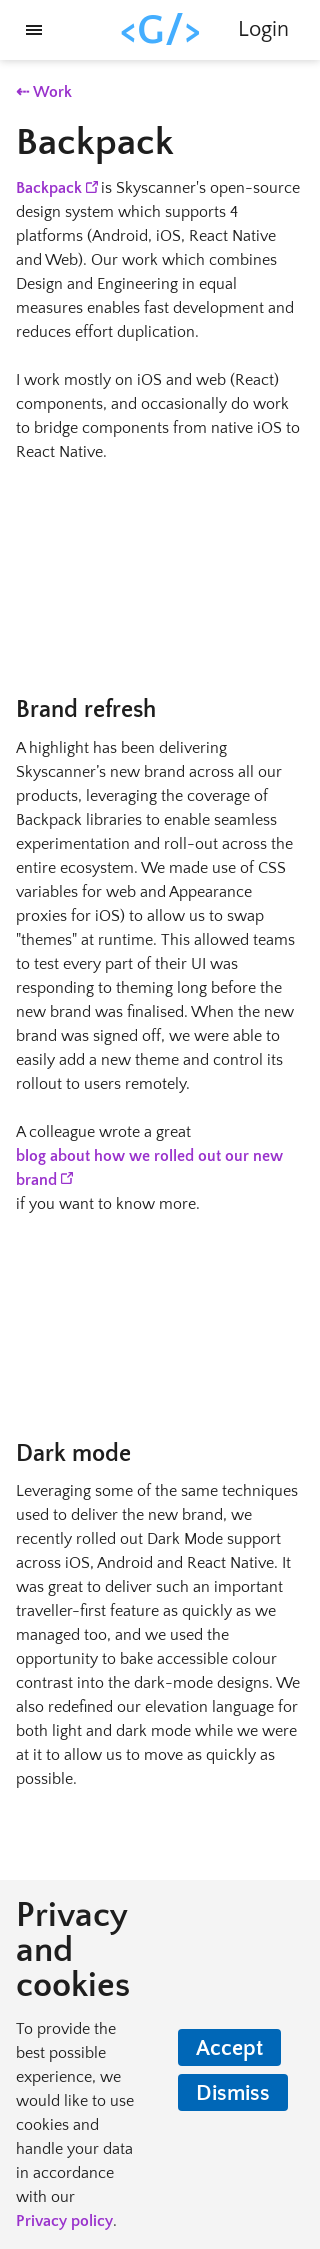 <G/>
Login
⇠ Work
Backpack
Backpack is Skyscanner's open-source
design system which supports 4
platforms (Android, iOS, React Native
and Web). Our work which combines
Design and Engineering in equal
measures enables fast development and
reduces effort duplication.
I work mostly on iOS and web (React)
components, and occasionally do work
to bridge components from native iOS to
React Native.
Brand refresh
A highlight has been delivering
Skyscanner’s new brand across all our
products, leveraging the coverage of
Backpack libraries to enable seamless
experimentation and roll-out across the
entire ecosystem. We made use of CSS
variables for web and Appearance
proxies for iOS) to allow us to swap
"themes" at runtime. This allowed teams
to test every part of their UI was
responding to theming long before the
new brand was finalised. When the new
brand was signed off, we were able to
easily add a new theme and control its
rollout to users remotely.
A colleague wrote a great
blog about how we rolled out our new
brand
if you want to know more.
Dark mode
Leveraging some of the same techniques
used to deliver the new brand, we
recently rolled out Dark Mode support
across iOS, Android and React Native. It
was great to deliver such an important
traveller-first feature as quickly as we
managed too, and we used the
opportunity to bake accessible colour
contrast into the dark-mode designs. We
also redefined our elevation language for
both light and dark mode while we were
at it to allow us to move as quickly as
possible.
Privacy
and
cookies
To provide the
best possible
experience, we
would like to use
cookies and
handle your data
in accordance
with our
Privacy policy.
Accept
Dismiss